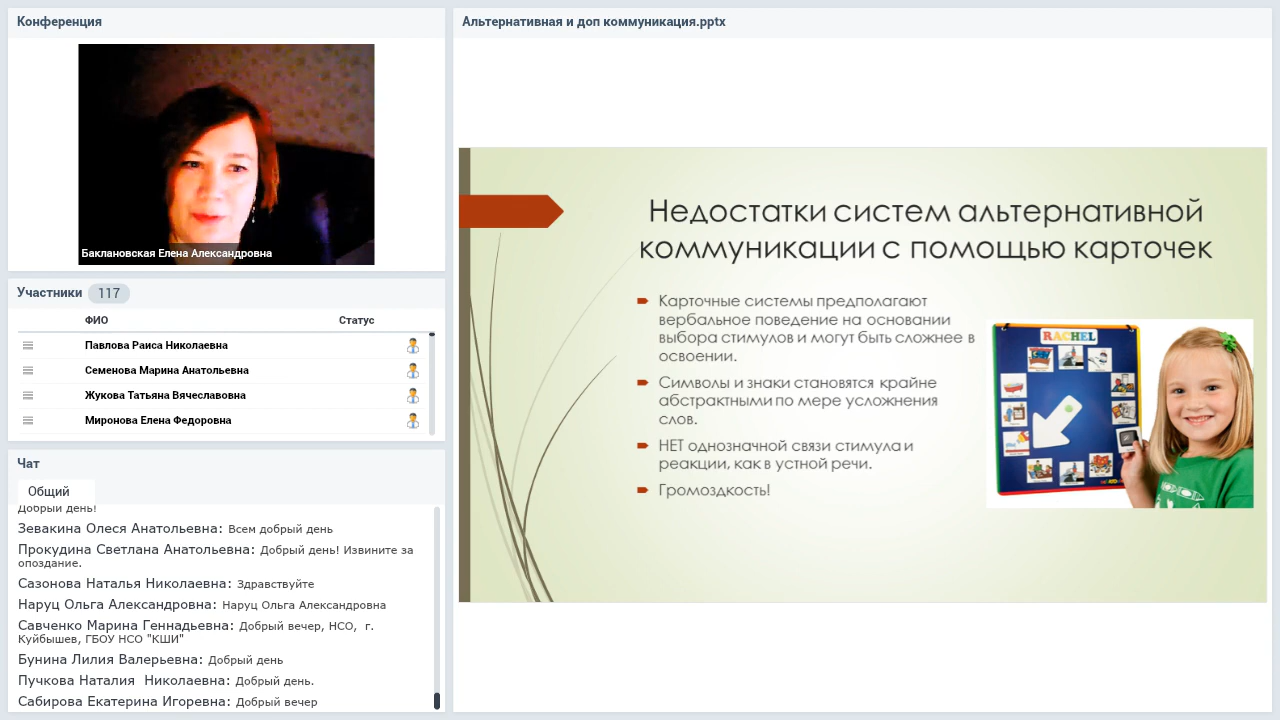 Конференция
Баклановская Елена Александровна
Участники 117
ФИО Статус
Павлова Раиса Николаевна
Семенова Марина Анатольевна
Жукова Татьяна Вячеславовна
Миронова Елена Федоровна
Чат
Общий
Добрый день!
Зевакина Олеся Анатольевна: Всем добрый день
Прокудина Светлана Анатольевна: Добрый день! Извините за
опоздание.
Сазонова Наталья Николаевна: Здравствуйте
Наруц Ольга Александровна: Наруц Ольга Александровна
Савченко Марина Геннадьевна: Добрый вечер, НСО, г.
Куйбышев, ГБОУ НСО "КШИ"
Бунина Лилия Валерьевна: Добрый день
Пучкова Наталия Николаевна: Добрый день.
Сабирова Екатерина Игоревна: Добрый вечер
Альтернативная и доп коммуникация.pptx
Недостатки систем альтернативной
коммуникации с помощью карточек
Карточные системы предполагают
вербальное поведение на основании
выбора стимулов и могут быть сложнее в
освоении.
Символы и знаки становятся крайне
абстрактными по мере усложнения
слов.
НЕТ однозначной связи стимула и
реакции, как в устной речи.
Громоздкость!
RACHEL